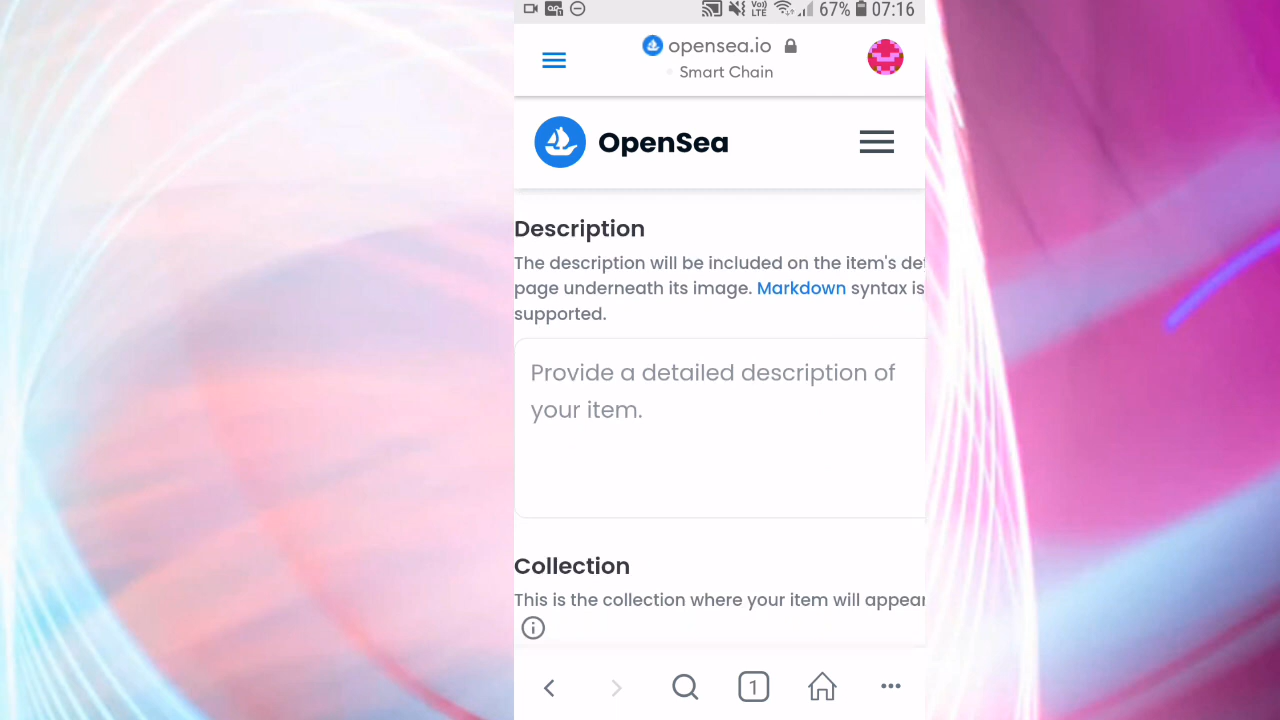 67% 07:16
opensea.io
Smart Chain
OpenSea
Description
The description will be included on the item's det
page underneath its image. Markdown syntax is
supported.
Provide a detailed description of
your item.
Collection
This is the collection where your item will appear
1